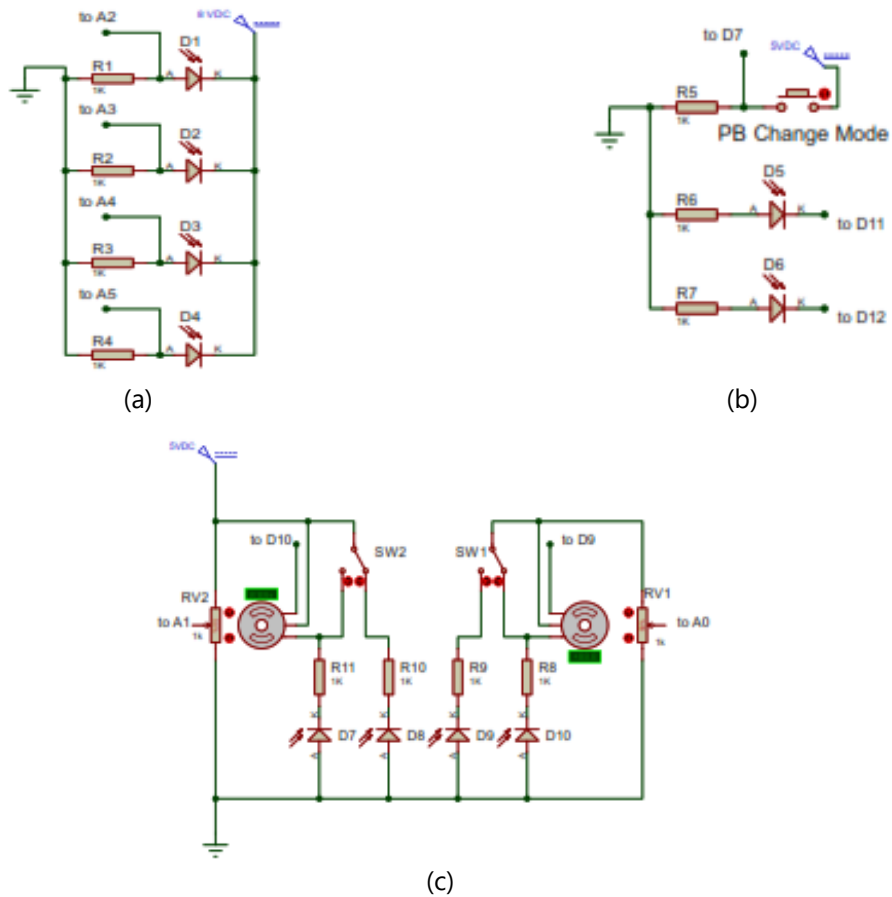 to A2
8 VDC
D1
R1
A
K
1K
to A3
D2
R2
A
K
1K
to A4
D3
R3
A
K
1K
to A5
D4
R4
A
K
1K
(a)
to D7
5VDC
R5
1K
PB Change Mode
D5
R6
A
K
1K
to D11
D6
R7
A
K
1K
to D12
(b)
5VDC
to D10
SW2
SW1
to D9
RV2
RV1
to A1
to A0
1k
1k
R11
R10
R9
R8
1K
1K
1K
1K
K
K
K
K
D7
D8
D9
D10
A
A
A
A
(c)